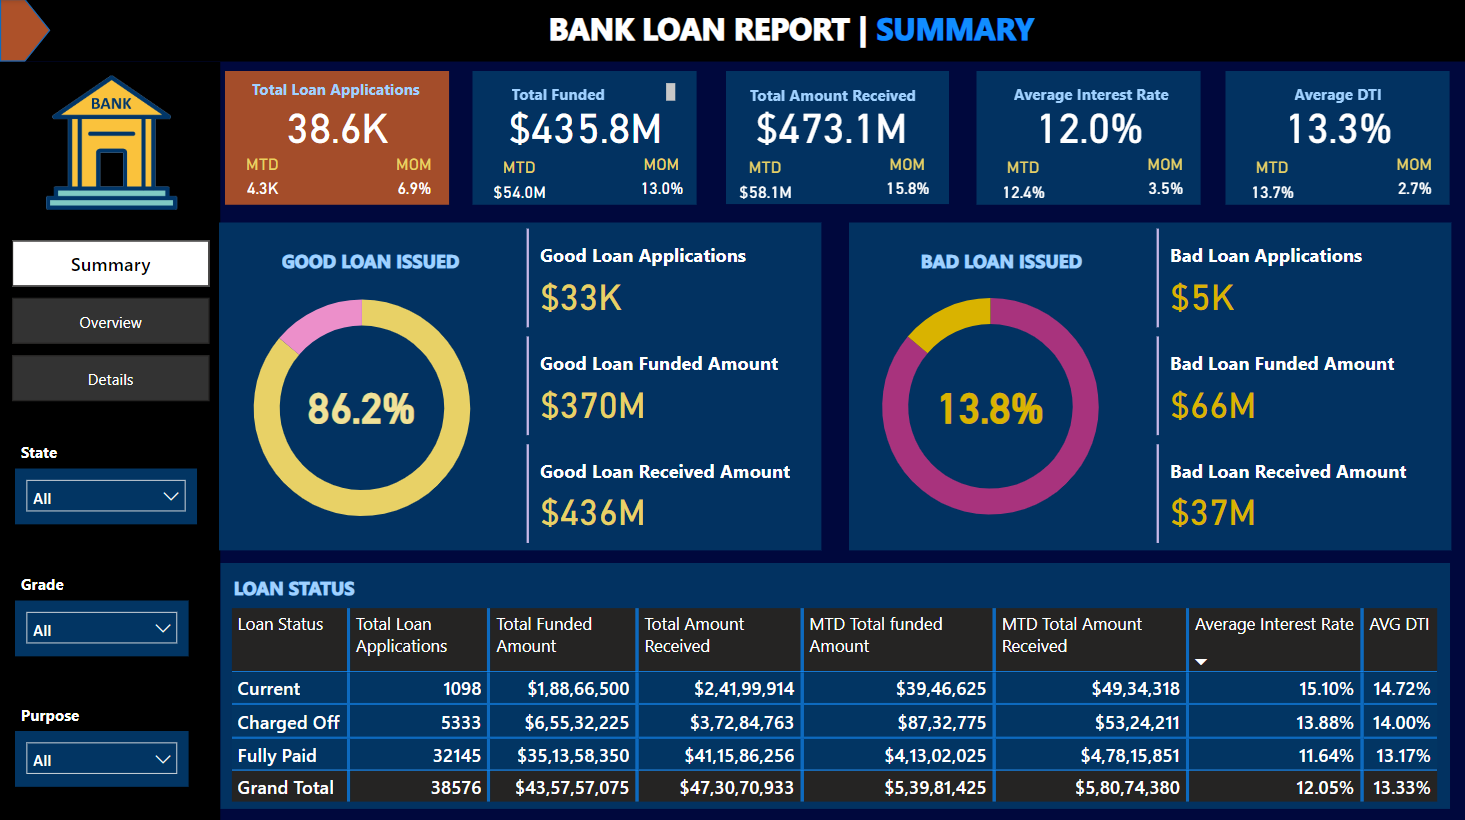 BANK LOAN REPORT | SUMMARY
BANK
Summary
Overview
Details
State
All
Grade
All
Purpose
All
Total Loan Applications
38.6K
MTD MOM
4.3K 6.9%
Total Funded
$435.8M
MTD MOM
$54.0M 13.0%
Total Amount Received
$473.1M
MTD MOM
$58.1M 15.8%
Average Interest Rate
12.0%
MTD MOM
12.4% 3.5%
Average DTI
13.3%
MTD MOM
13.7% 2.7%
GOOD LOAN ISSUED
86.2%
Good Loan Applications
$33K
Good Loan Funded Amount
$370M
Good Loan Received Amount
$436M
BAD LOAN ISSUED
13.8%
Bad Loan Applications
$5K
Bad Loan Funded Amount
$66M
Bad Loan Received Amount
$37M
LOAN STATUS
Loan Status Total Loan Applications Total Funded Amount Total Amount Received MTD Total funded Amount MTD Total Amount Received Average Interest Rate AVG DTI
Current 1098 $1,88,66,500 $2,41,99,914 $39,46,625 $49,34,318 15.10% 14.72%
Charged Off 5333 $6,55,32,225 $3,72,84,763 $87,32,775 $53,24,211 13.88% 14.00%
Fully Paid 32145 $35,13,58,350 $41,15,86,256 $4,13,02,025 $4,78,15,851 11.64% 13.17%
Grand Total 38576 $43,57,57,075 $47,30,70,933 $5,39,81,425 $5,80,74,380 12.05% 13.33%